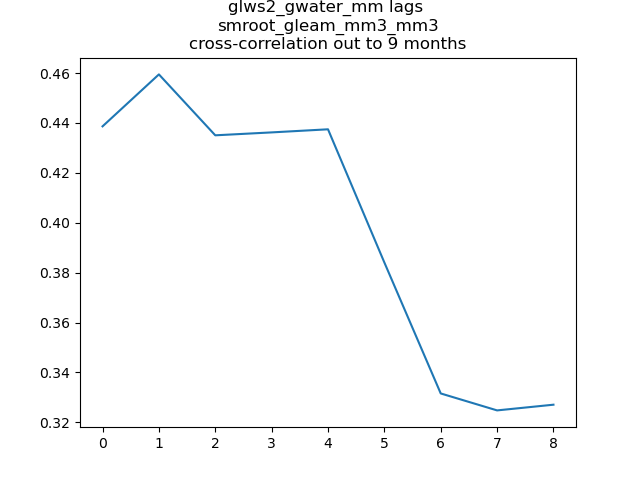 glws2_gwater_mm lags
smroot_gleam_mm3_mm3
cross-correlation out to 9 months
0.46
0.44
0.42
0.40
0.38
0.36
0.34
0.32
0 1 2 3 4 5 6 7 8